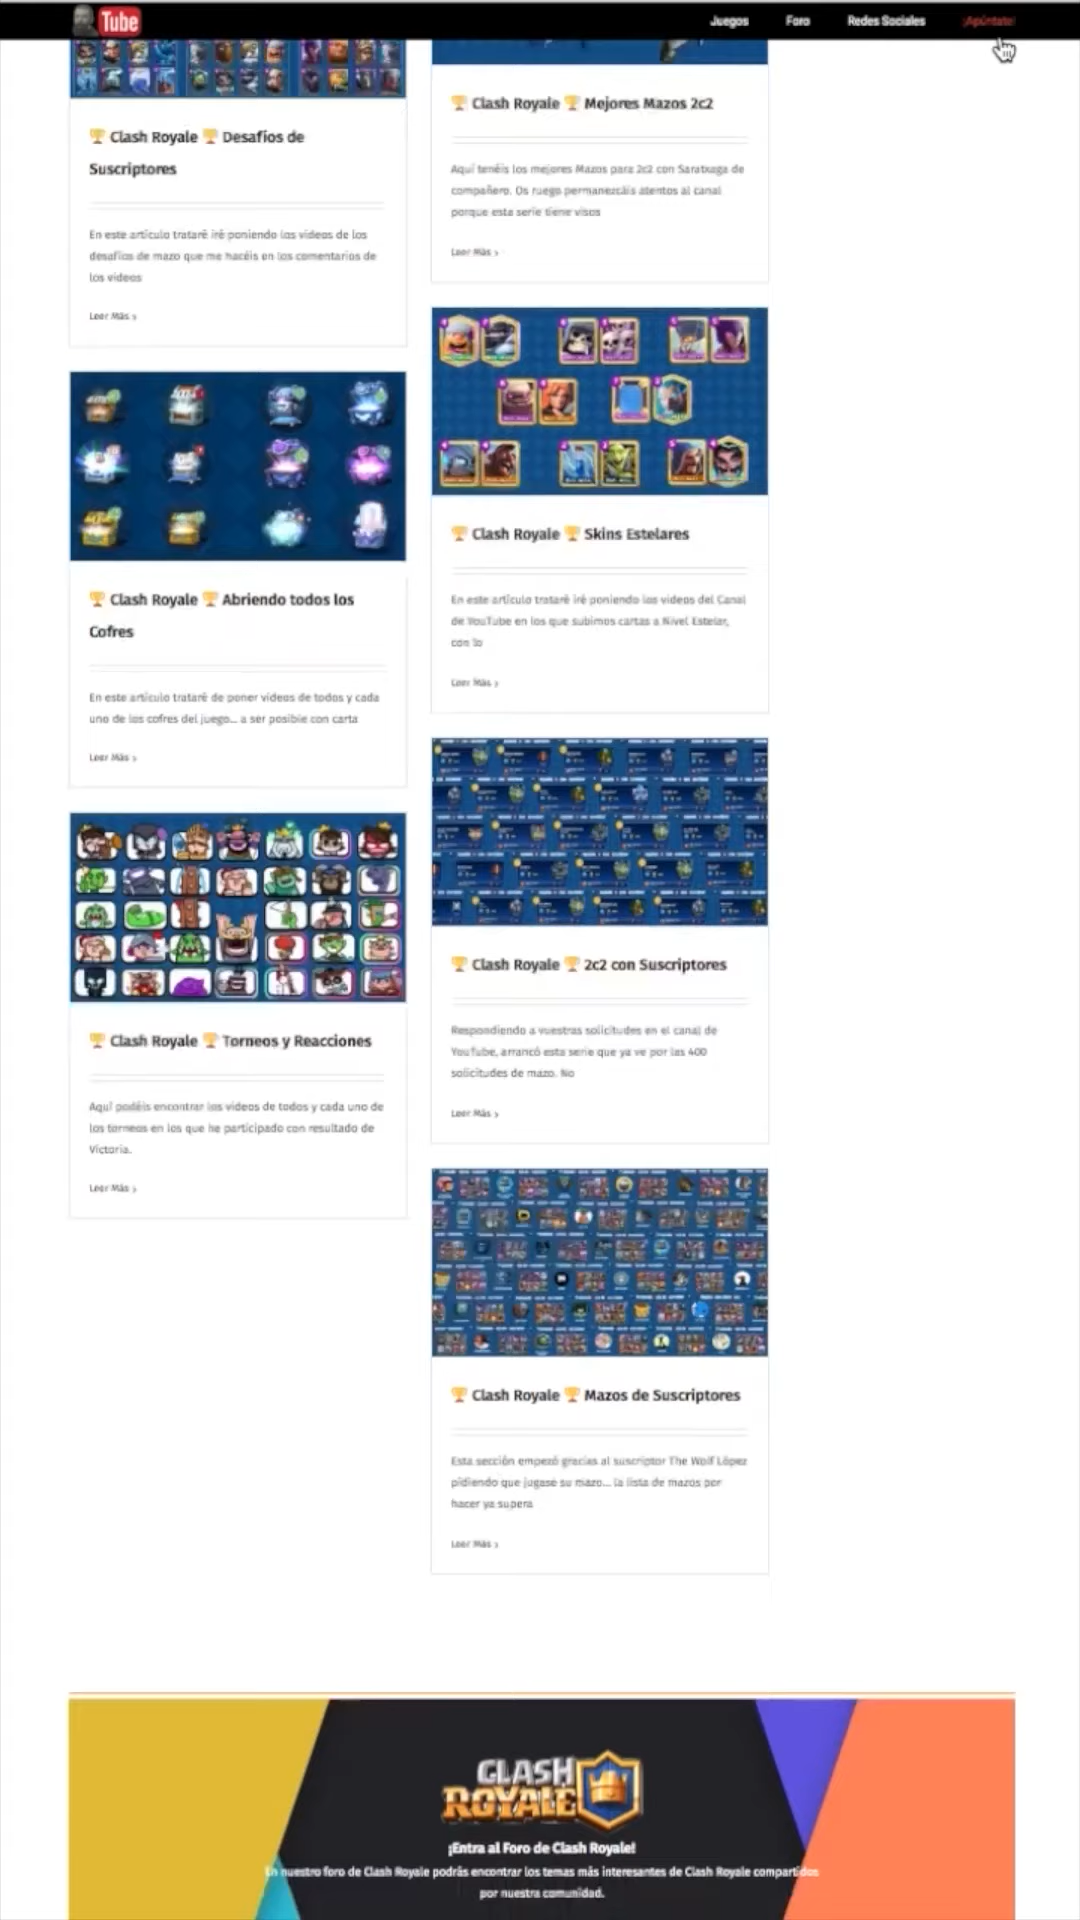 Tube
Juegos
Foro
Redes Sociales
¡Apúntate!
Clash Royale Desafíos de
Suscriptores
En este artículo trataré iré poniendo los videos de los
desafíos de mazo que me hacéis en los comentarios de
los videos
Leer Más >
Clash Royale Abriendo todos los
Cofres
En este artículo trataré de poner vídeos de todos y cada
uno de los cofres del juego... a ser posible con carta
Leer Más >
Clash Royale Torneos y Reacciones
Aquí podéis encontrar los videos de todos y cada uno de
los torneos en los que he participado con resultado de
Victoria.
Leer Más >
Clash Royale Mejores Mazos 2c2
Aquí tenéis los mejores Mazos para 2c2 con Saratxaga de
compañero. Os ruego permanezcáis atentos al canal
porque esta serie tiene visos
Leer Más >
Clash Royale Skins Estelares
En este artículo trataré iré poniendo los videos del Canal
de YouTube en los que subimos cartas a Nivel Estelar,
con lo
Leer Más >
Clash Royale 2c2 con Suscriptores
Respondiendo a vuestras solicitudes en el canal de
YouTube, arrancó esta serie que ya ve por las 400
solicitudes de mazo. No
Leer Más >
Clash Royale Mazos de Suscriptores
Esta sección empezó gracias al suscriptor The Wolf López
pidiendo que jugase su mazo... la lista de mazos por
hacer ya supera
Leer Más >
CLASH
ROYALE
¡Entra al Foro de Clash Royale!
En nuestro foro de Clash Royale podrás encontrar los temas más interesantes de Clash Royale compartidos
por nuestra comunidad.